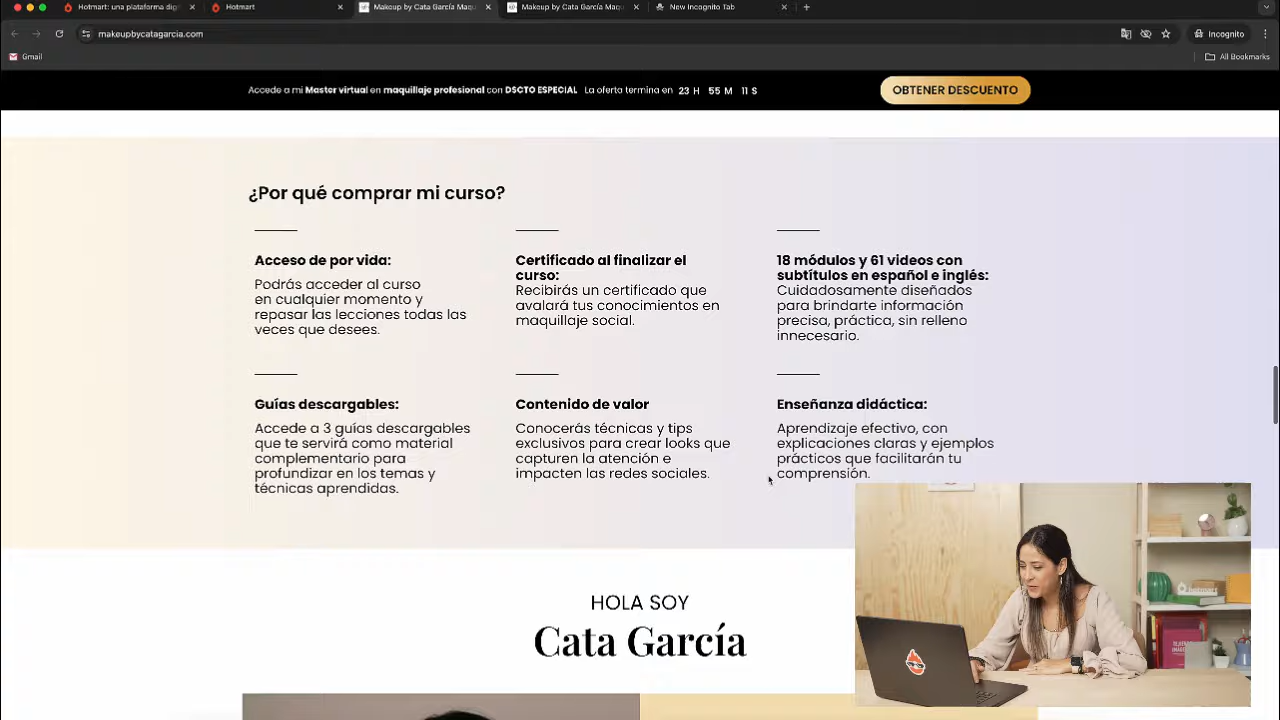 Hotmart: una plataforma digi
Hotmart
Makeup by Cata García Maqu
Makeup by Cata García Maqu
New Incognito Tab
makeupbycatagarcia.com
Incognito
Gmail
All Bookmarks
Accede a mi Master virtual en maquillaje profesional con DSCTO ESPECIAL La oferta termina en 23 H 55 M 11 S
OBTENER DESCUENTO
¿Por qué comprar mi curso?
Acceso de por vida:
Podrás acceder al curso
en cualquier momento y
repasar las lecciones todas las
veces que desees.
Certificado al finalizar el
curso:
Recibirás un certificado que
avalará tus conocimientos en
maquillaje social.
18 módulos y 61 videos con
subtítulos en español e inglés:
Cuidadosamente diseñados
para brindarte información
precisa, práctica, sin relleno
innecesario.
Guías descargables:
Accede a 3 guías descargables
que te servirá como material
complementario para
profundizar en los temas y
técnicas aprendidas.
Contenido de valor
Conocerás técnicas y tips
exclusivos para crear looks que
capturen la atención e
impacten las redes sociales.
Enseñanza didáctica:
Aprendizaje efectivo, con
explicaciones claras y ejemplos
prácticos que facilitarán tu
comprensión.
HOLA SOY
Cata García